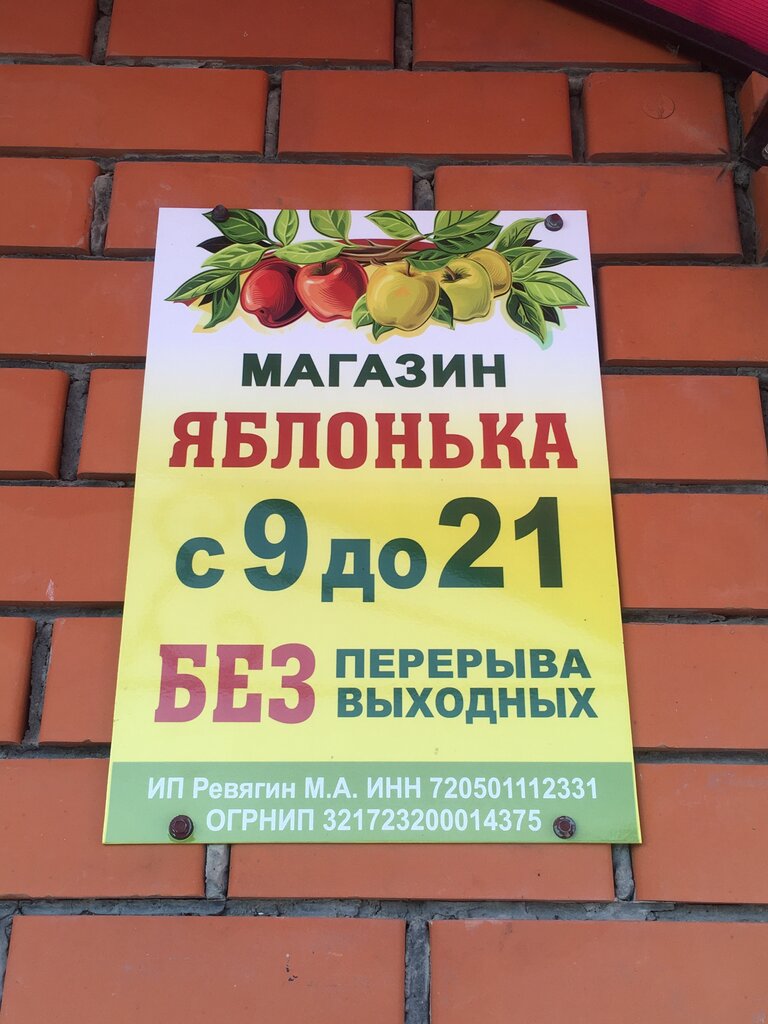 МАГАЗИН
ЯБЛОНЬКА
с 9 до 21
БЕЗ ПЕРЕРЫВА
ВЫХОДНЫХ
ИП Ревягин М.А. ИНН 720501112331
ОГРНИП 321723200014375